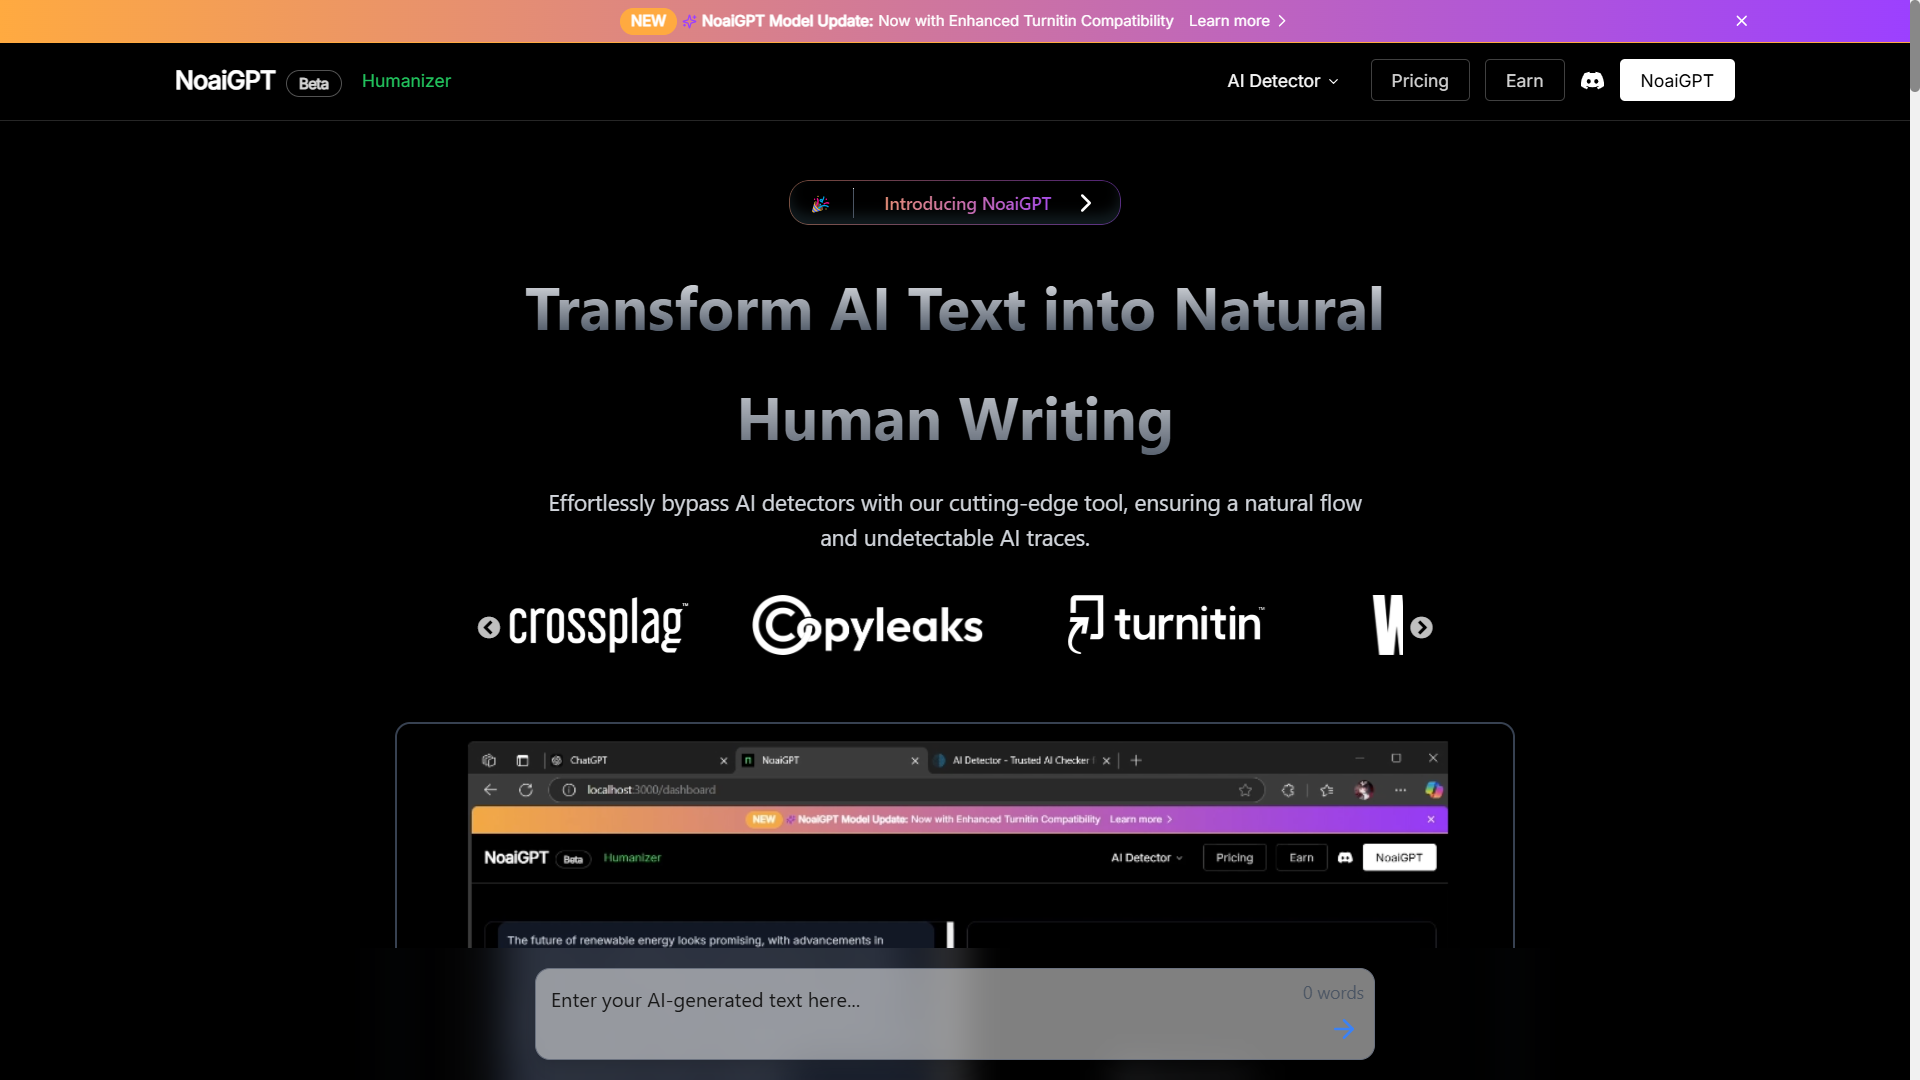 NEW NoaiGPT Model Update: Now with Enhanced Turnitin Compatibility Learn more
NoaiGPT Beta Humanizer AI Detector Pricing Earn NoaiGPT
Introducing NoaiGPT
Transform AI Text into Natural
Human Writing
Effortlessly bypass AI detectors with our cutting-edge tool, ensuring a natural flow
and undetectable AI traces.
crossplag™ Copyleaks turnitin™ W
ChatGPT NoaiGPT AI Detector - Trusted AI Checker
localhost:3000/dashboard
NEW NoaiGPT Model Update: Now with Enhanced Turnitin Compatibility Learn more
NoaiGPT Beta Humanizer AI Detector Pricing Earn NoaiGPT
The future of renewable energy looks promising, with advancements in
Enter your AI-generated text here...
0 words